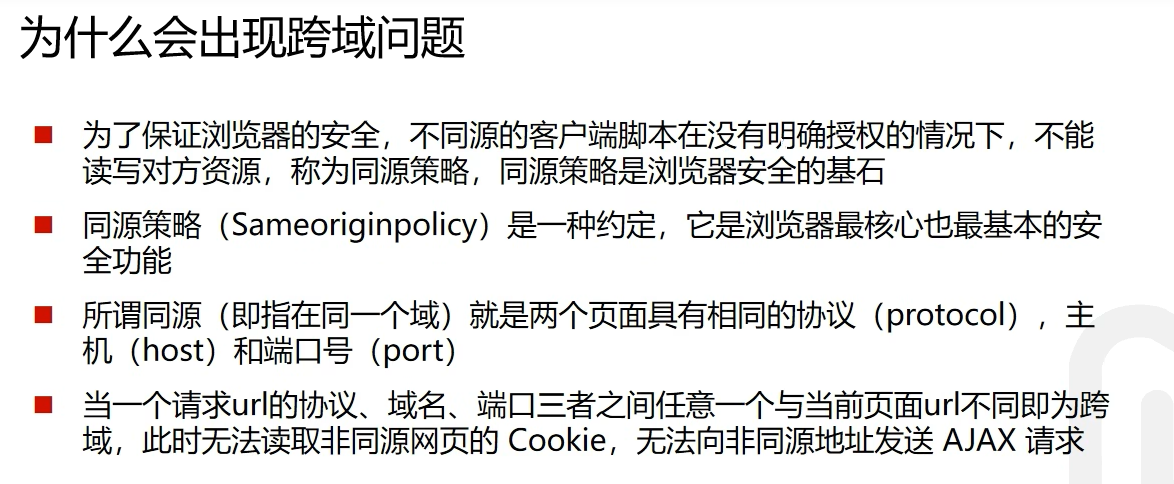 为什么会出现跨域问题
为了保证浏览器的安全，不同源的客户端脚本在没有明确授权的情况下，不能
读写对方资源，称为同源策略，同源策略是浏览器安全的基石
同源策略（Sameoriginpolicy）是一种约定，它是浏览器最核心也最基本的安
全功能
所谓同源（即指在同一个域）就是两个页面具有相同的协议（protocol），主
机（host）和端口号（port）
当一个请求url的协议、域名、端口三者之间任意一个与当前页面url不同即为跨
域，此时无法读取非同源网页的 Cookie，无法向非同源地址发送 AJAX 请求